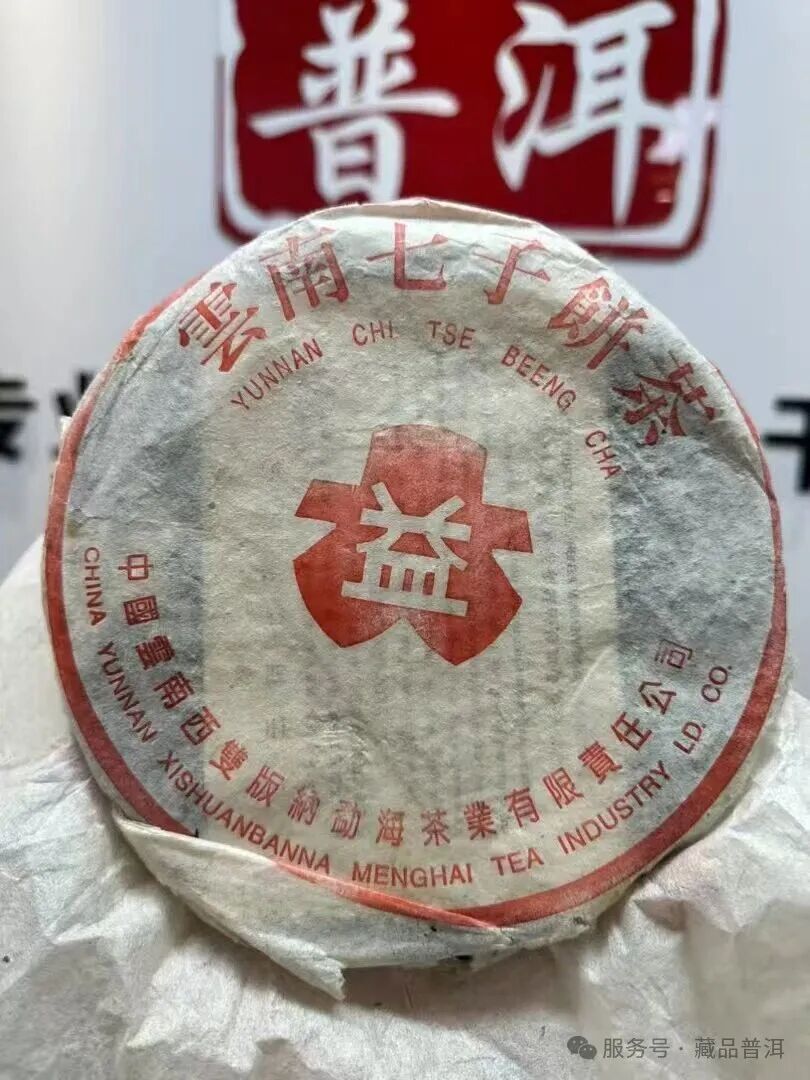 普洱
雲南七子餅茶
YUNNAN CHI TSE BEENG CHA
益
中國雲南西雙版納勐海茶業有限責任公司
CHINA YUNNAN XISHUANBANNA MENGHAI TEA INDUSTRY LD. CO.
服务号 · 藏品普洱